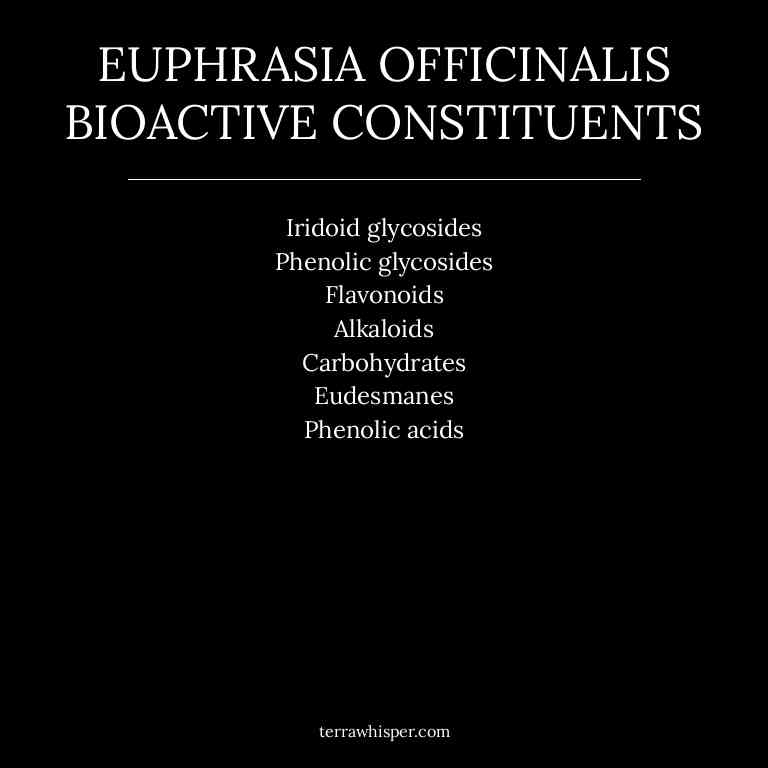 EUPHRASIA OFFICINALIS
BIOACTIVE CONSTITUENTS
Iridoid glycosides
Phenolic glycosides
Flavonoids
Alkaloids
Carbohydrates
Eudesmanes
Phenolic acids
terrawhisper.com